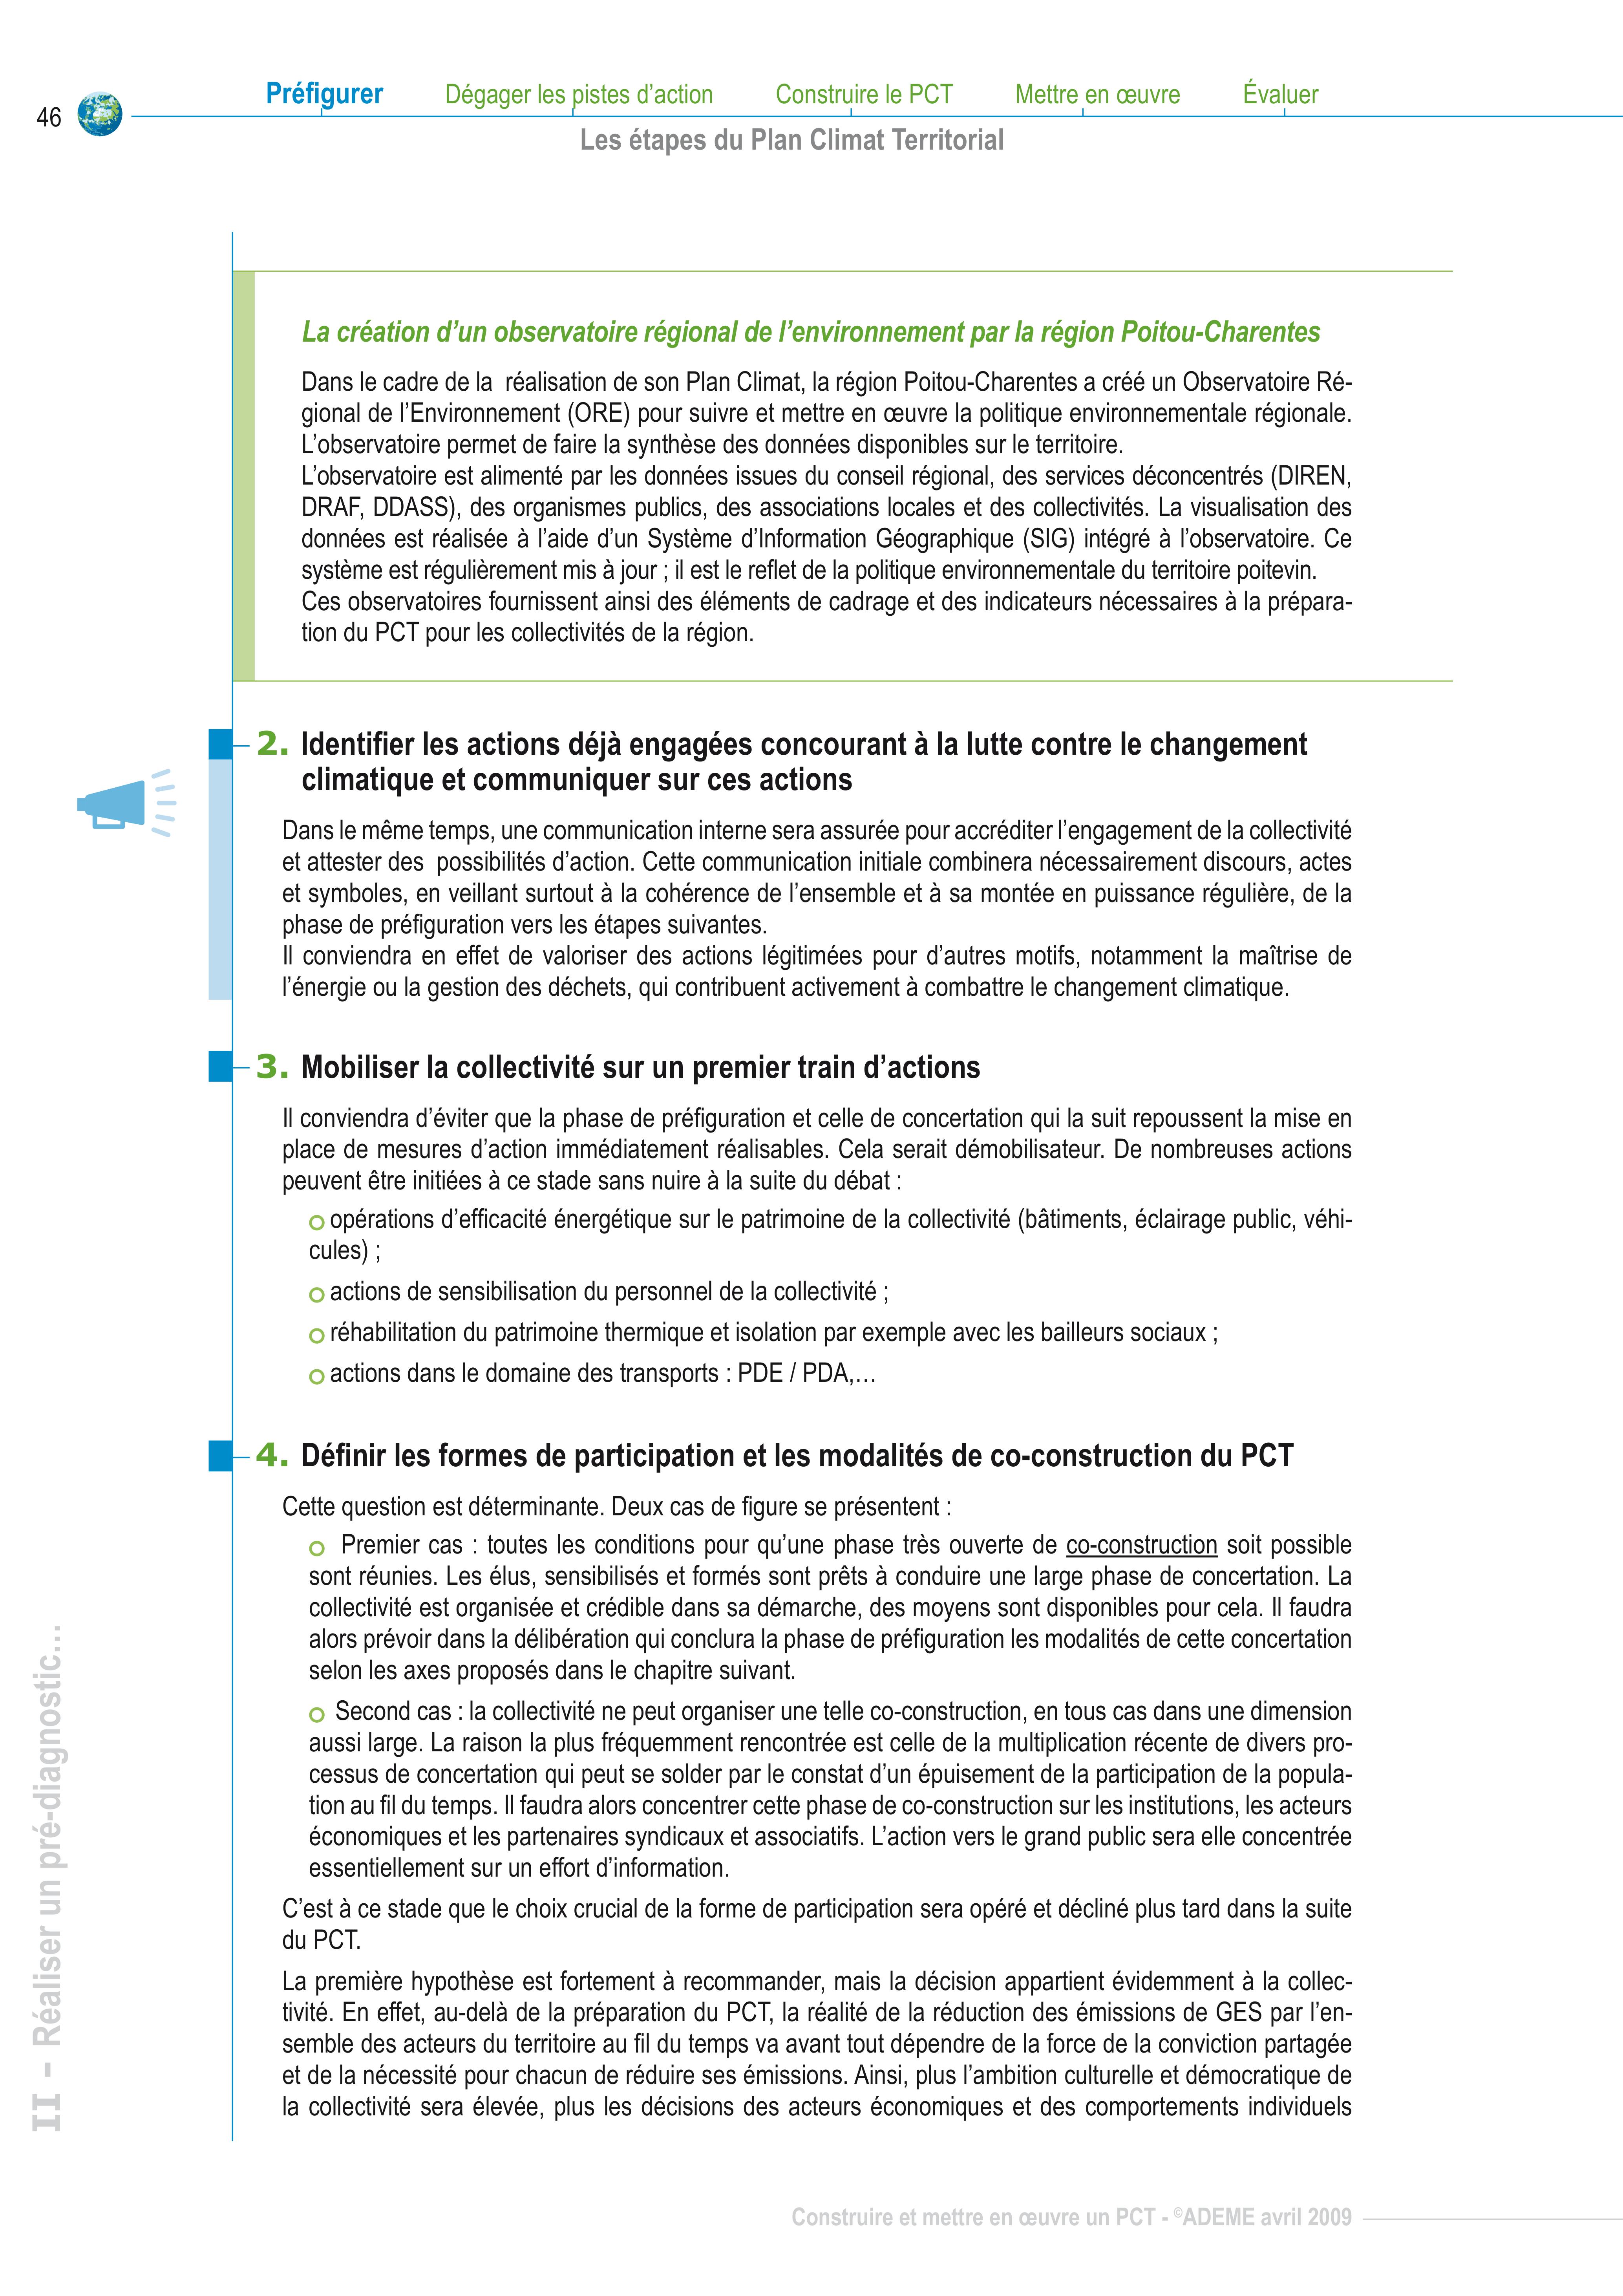 46
Préfigurer Dégager les pistes d’action Construire le PCT Mettre en œuvre Évaluer
Les étapes du Plan Climat Territorial
La création d’un observatoire régional de l’environnement par la région Poitou-Charentes
Dans le cadre de la réalisation de son Plan Climat, la région Poitou-Charentes a créé un Observatoire Ré-
gional de l’Environnement (ORE) pour suivre et mettre en œuvre la politique environnementale régionale.
L’observatoire permet de faire la synthèse des données disponibles sur le territoire.
L’observatoire est alimenté par les données issues du conseil régional, des services déconcentrés (DIREN,
DRAF, DDASS), des organismes publics, des associations locales et des collectivités. La visualisation des
données est réalisée à l’aide d’un Système d’Information Géographique (SIG) intégré à l’observatoire. Ce
système est régulièrement mis à jour ; il est le reflet de la politique environnementale du territoire poitevin.
Ces observatoires fournissent ainsi des éléments de cadrage et des indicateurs nécessaires à la prépara-
tion du PCT pour les collectivités de la région.
2. Identifier les actions déjà engagées concourant à la lutte contre le changement
climatique et communiquer sur ces actions
Dans le même temps, une communication interne sera assurée pour accréditer l’engagement de la collectivité
et attester des possibilités d’action. Cette communication initiale combinera nécessairement discours, actes
et symboles, en veillant surtout à la cohérence de l’ensemble et à sa montée en puissance régulière, de la
phase de préfiguration vers les étapes suivantes.
Il conviendra en effet de valoriser des actions légitimées pour d’autres motifs, notamment la maîtrise de
l’énergie ou la gestion des déchets, qui contribuent activement à combattre le changement climatique.
3. Mobiliser la collectivité sur un premier train d’actions
Il conviendra d’éviter que la phase de préfiguration et celle de concertation qui la suit repoussent la mise en
place de mesures d’action immédiatement réalisables. Cela serait démobilisateur. De nombreuses actions
peuvent être initiées à ce stade sans nuire à la suite du débat :
opérations d’efficacité énergétique sur le patrimoine de la collectivité (bâtiments, éclairage public, véhi-
cules) ;
actions de sensibilisation du personnel de la collectivité ;
réhabilitation du patrimoine thermique et isolation par exemple avec les bailleurs sociaux ;
actions dans le domaine des transports : PDE / PDA,…
4. Définir les formes de participation et les modalités de co-construction du PCT
Cette question est déterminante. Deux cas de figure se présentent :
Premier cas : toutes les conditions pour qu’une phase très ouverte de co-construction soit possible
sont réunies. Les élus, sensibilisés et formés sont prêts à conduire une large phase de concertation. La
collectivité est organisée et crédible dans sa démarche, des moyens sont disponibles pour cela. Il faudra
alors prévoir dans la délibération qui conclura la phase de préfiguration les modalités de cette concertation
selon les axes proposés dans le chapitre suivant.
Second cas : la collectivité ne peut organiser une telle co-construction, en tous cas dans une dimension
aussi large. La raison la plus fréquemment rencontrée est celle de la multiplication récente de divers pro-
cessus de concertation qui peut se solder par le constat d’un épuisement de la participation de la popula-
tion au fil du temps. Il faudra alors concentrer cette phase de co-construction sur les institutions, les acteurs
économiques et les partenaires syndicaux et associatifs. L’action vers le grand public sera elle concentrée
essentiellement sur un effort d’information.
C’est à ce stade que le choix crucial de la forme de participation sera opéré et décliné plus tard dans la suite
du PCT.
La première hypothèse est fortement à recommander, mais la décision appartient évidemment à la collec-
tivité. En effet, au-delà de la préparation du PCT, la réalité de la réduction des émissions de GES par l’en-
semble des acteurs du territoire au fil du temps va avant tout dépendre de la force de la conviction partagée
et de la nécessité pour chacun de réduire ses émissions. Ainsi, plus l’ambition culturelle et démocratique de
la collectivité sera élevée, plus les décisions des acteurs économiques et des comportements individuels
II - Réaliser un pré-diagnostic…
Construire et mettre en œuvre un PCT - ©ADEME avril 2009